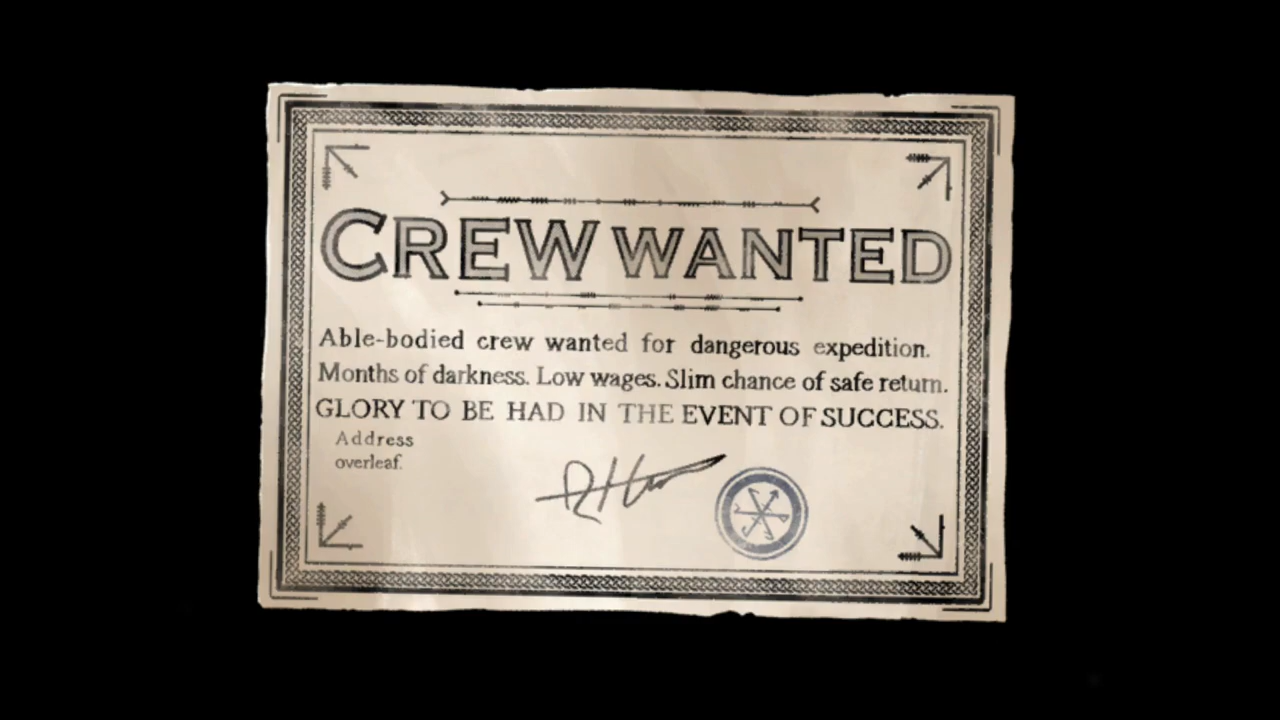 CREW WANTED
Able-bodied crew wanted for dangerous expedition.
Months of darkness. Low wages. Slim chance of safe return.
GLORY TO BE HAD IN THE EVENT OF SUCCESS.
Address
overleaf.